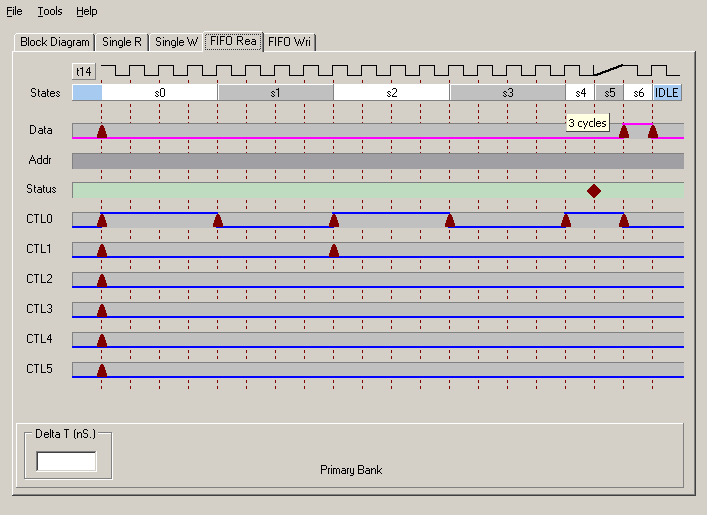 File Tools Help
Block Diagram Single R Single W FIFO Rea FIFO Wri
t14
States s0 s1 s2 s3 s4 s5 s6 IDLE
3 cycles
Data
Addr
Status
CTL0
CTL1
CTL2
CTL3
CTL4
CTL5
Delta T (nS.)
Primary Bank